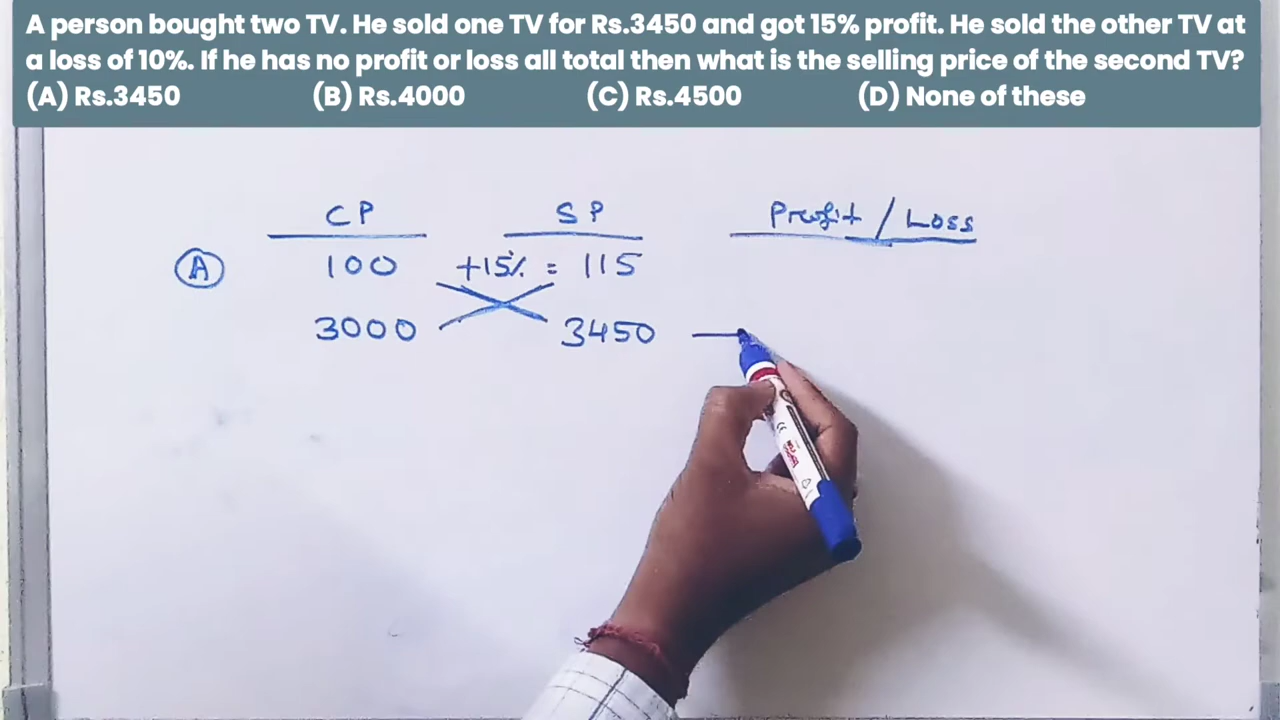 A person bought two TV. He sold one TV for Rs.3450 and got 15% profit. He sold the other TV at
a loss of 10%. If he has no profit or loss all total then what is the selling price of the second TV?
(A) Rs.3450 (B) Rs.4000 (C) Rs.4500 (D) None of these
CP SP Profit / Loss
A 100 +15% = 115
3000 3450 —